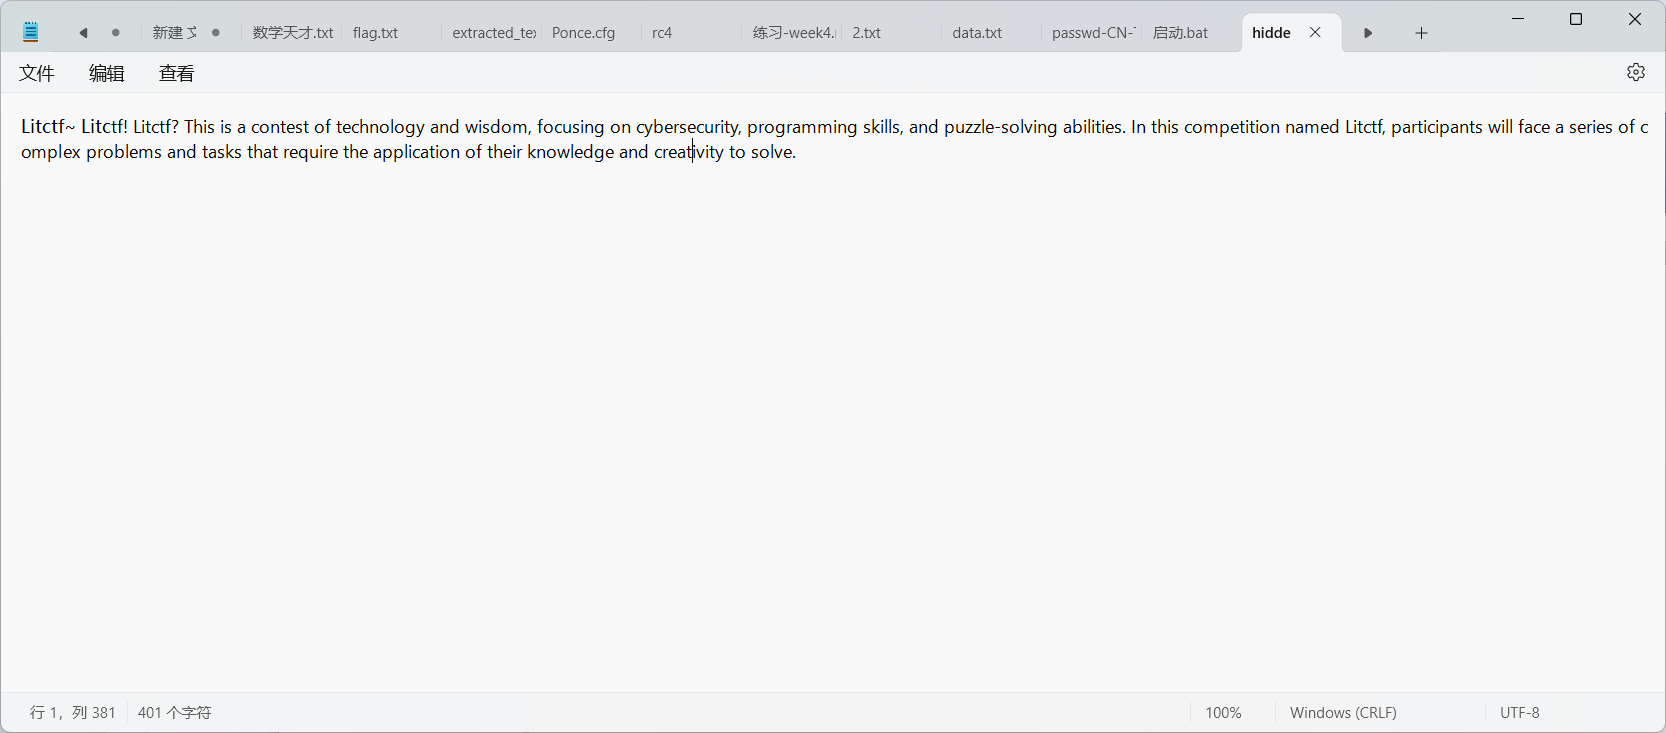 新建 文
数学天才.txt
flag.txt
extracted_tex
Ponce.cfg
rc4
练习-week4.
2.txt
data.txt
passwd-CN-
启动.bat
hidde
文件
编辑
查看
Litctf~ Litctf! Litctf? This is a contest of technology and wisdom, focusing on cybersecurity, programming skills, and puzzle-solving abilities. In this competition named Litctf, participants will face a series of c
omplex problems and tasks that require the application of their knowledge and creativity to solve.
行 1，列 381
401 个字符
100%
Windows (CRLF)
UTF-8